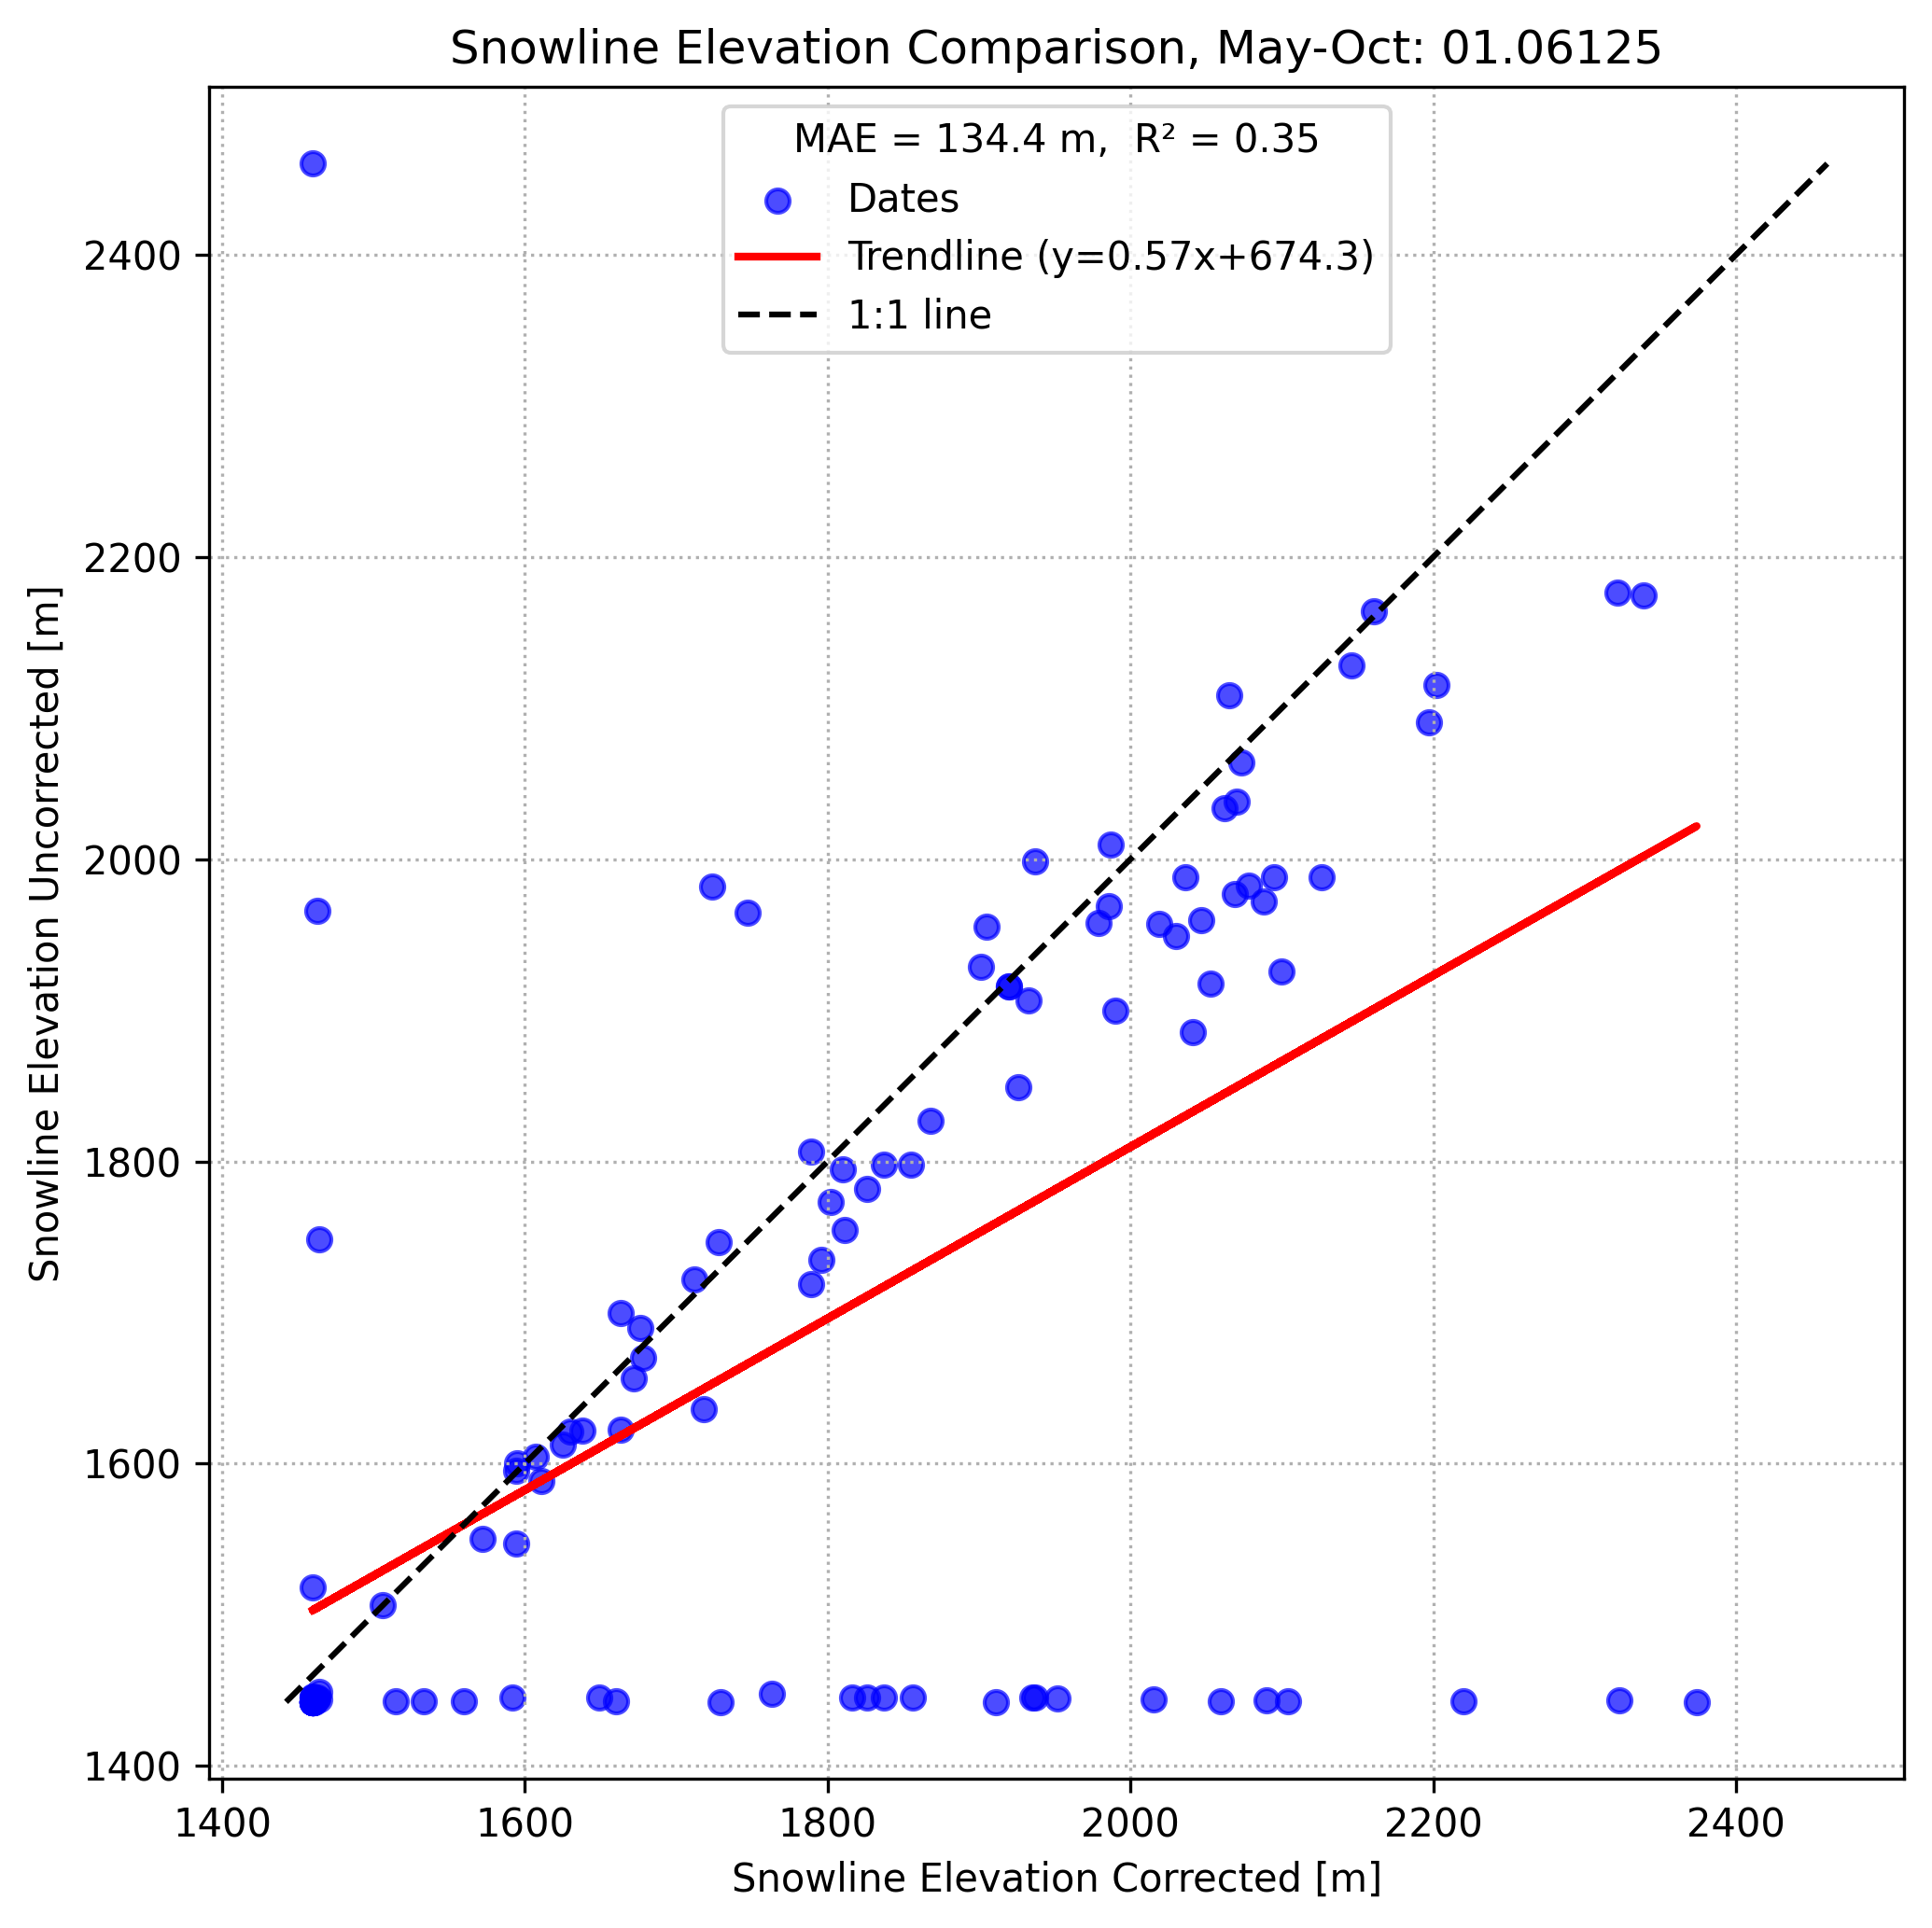 Snowline Elevation Comparison, May-Oct: 01.06125
MAE = 134.4 m,  R² = 0.35
Dates
Trendline (y=0.57x+674.3)
1:1 line
Snowline Elevation Uncorrected [m]
2400
2200
2000
1800
1600
1400
1400 1600 1800 2000 2200 2400
Snowline Elevation Corrected [m]